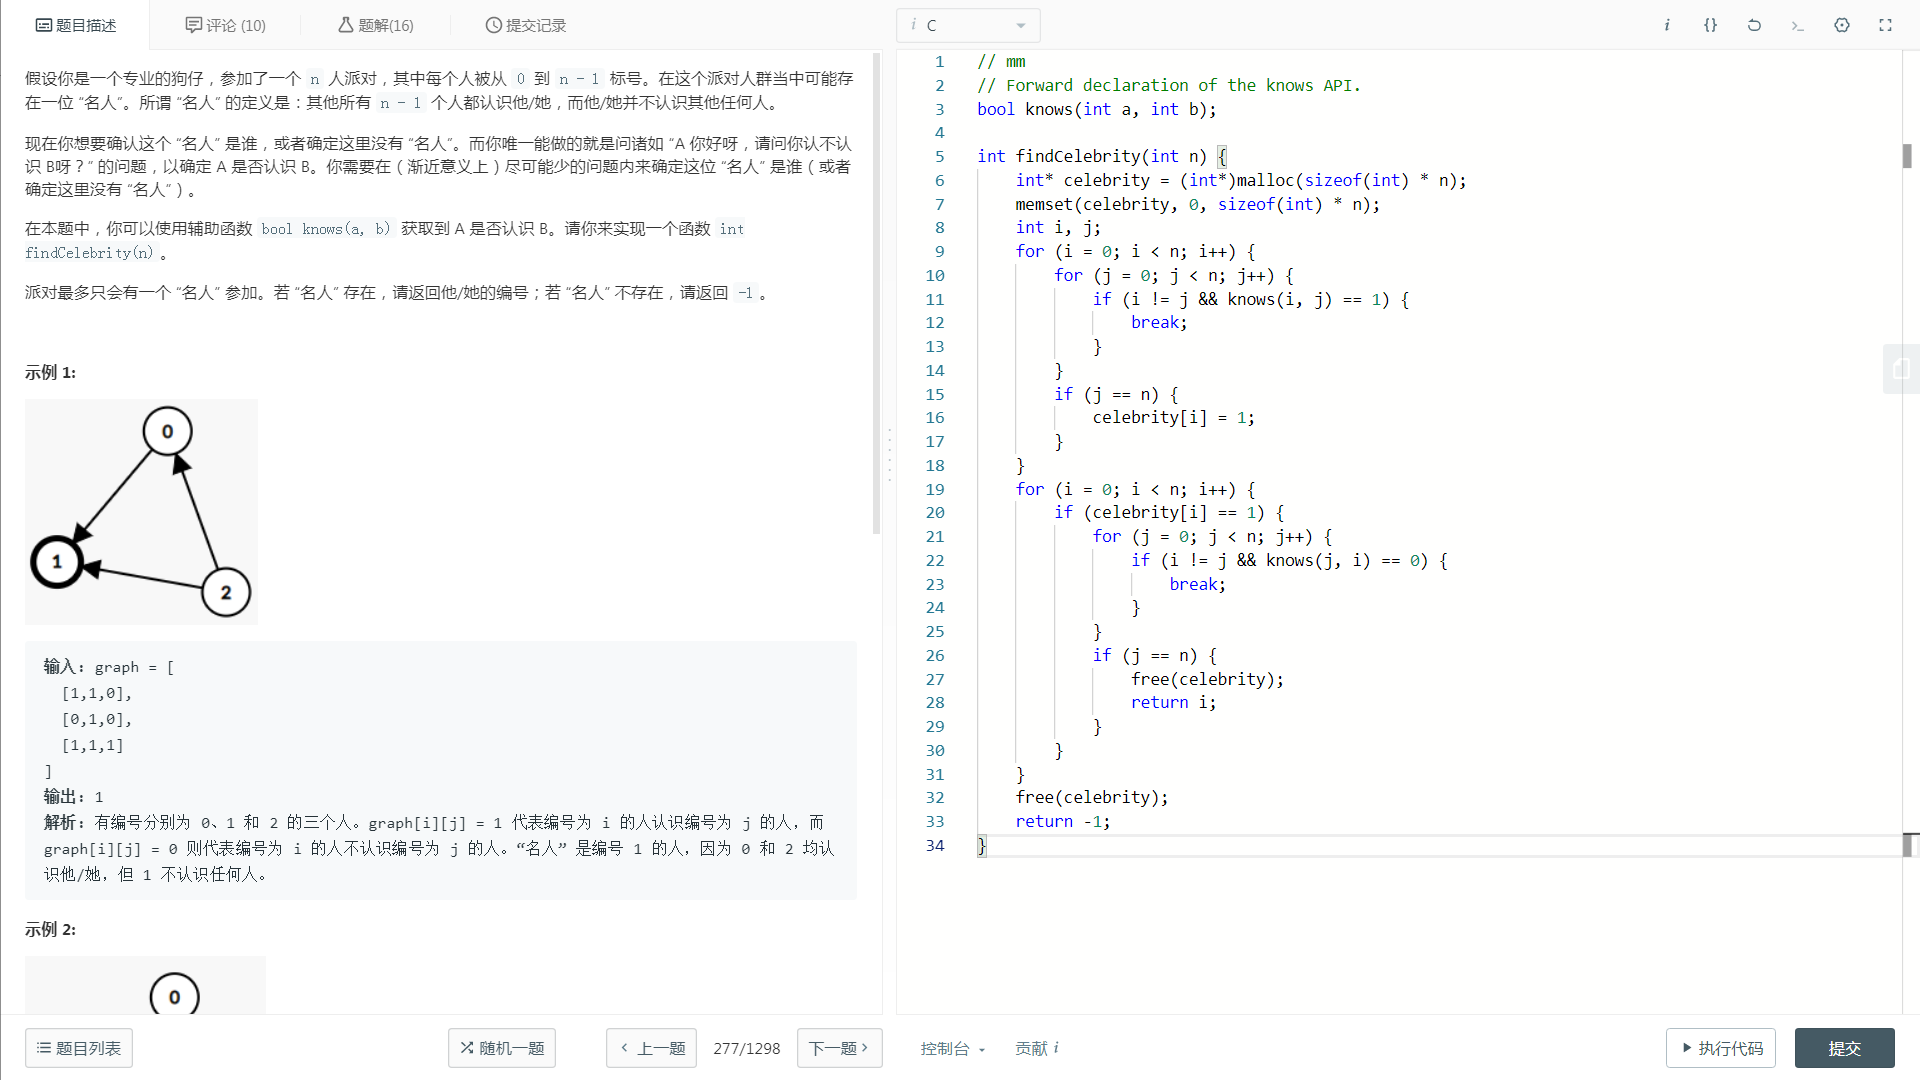 题目描述
评论 (10)
题解(16)
提交记录
假设你是一个专业的狗仔，参加了一个 n 人派对，其中每个人被从 0 到 n - 1 标号。在这个派对人群当中可能存
在一位 “名人”。所谓 “名人” 的定义是：其他所有 n - 1 个人都认识他/她，而他/她并不认识其他任何人。
现在你想要确认这个 “名人” 是谁，或者确定这里没有 “名人”。而你唯一能做的就是问诸如 “A 你好呀，请问你认不认
识 B呀？” 的问题，以确定 A 是否认识 B。你需要在（渐近意义上）尽可能少的问题内来确定这位 “名人” 是谁（或者
确定这里没有 “名人”）。
在本题中，你可以使用辅助函数 bool knows(a, b) 获取到 A 是否认识 B。请你来实现一个函数 int
findCelebrity(n) 。
派对最多只会有一个 “名人” 参加。若 “名人” 存在，请返回他/她的编号；若 “名人” 不存在，请返回 -1 。
示例 1:
0
1
2
输入: graph = [
  [1,1,0],
  [0,1,0],
  [1,1,1]
]
输出: 1
解析: 有编号分别为 0、1 和 2 的三个人。graph[i][j] = 1 代表编号为 i 的人认识编号为 j 的人，而
graph[i][j] = 0 则代表编号为 i 的人不认识编号为 j 的人。“名人” 是编号 1 的人，因为 0 和 2 均认
识他/她，但 1 不认识任何人。
示例 2:
0
题目列表
随机一题
上一题
277/1298
下一题
i C
i {}
1 // mm
2 // Forward declaration of the knows API.
3 bool knows(int a, int b);
4
5 int findCelebrity(int n) {
6     int* celebrity = (int*)malloc(sizeof(int) * n);
7     memset(celebrity, 0, sizeof(int) * n);
8     int i, j;
9     for (i = 0; i < n; i++) {
10         for (j = 0; j < n; j++) {
11             if (i != j && knows(i, j) == 1) {
12                 break;
13             }
14         }
15         if (j == n) {
16             celebrity[i] = 1;
17         }
18     }
19     for (i = 0; i < n; i++) {
20         if (celebrity[i] == 1) {
21             for (j = 0; j < n; j++) {
22                 if (i != j && knows(j, i) == 0) {
23                     break;
24                 }
25             }
26             if (j == n) {
27                 free(celebrity);
28                 return i;
29             }
30         }
31     }
32     free(celebrity);
33     return -1;
34 }
控制台
贡献 i
执行代码
提交